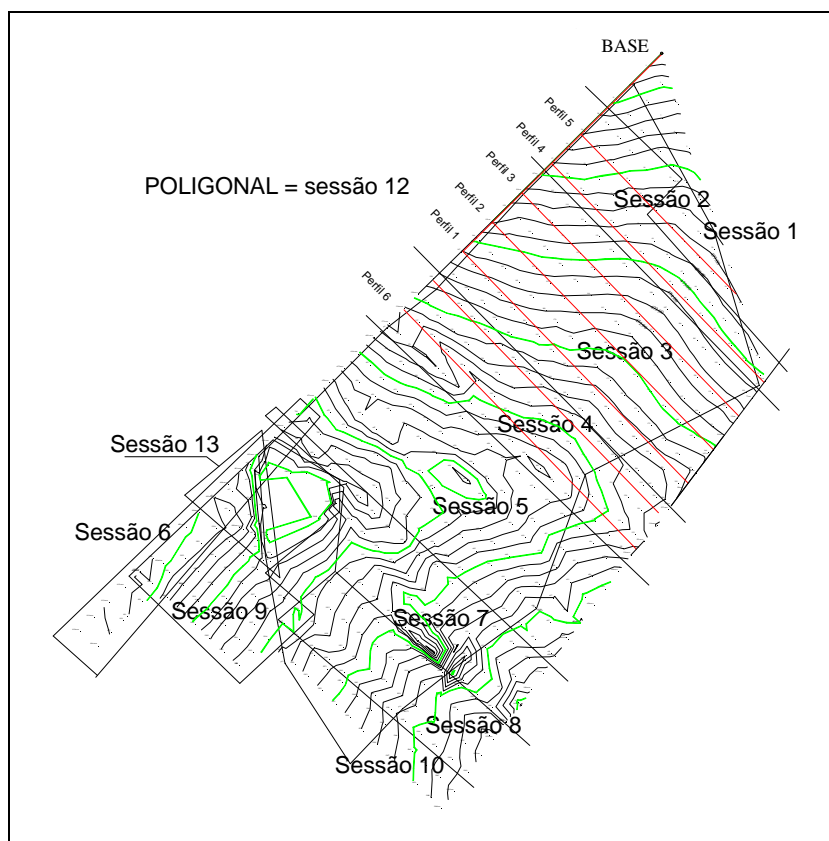 BASE
Perfil 5
Perfil 4
Perfil 3
Perfil 2
Perfil 1
Perfil 6
POLIGONAL = sessão 12
Sessão 2
Sessão 1
Sessão 3
Sessão 4
Sessão 13
Sessão 5
Sessão 6
Sessão 9
Sessão 7
Sessão 8
Sessão 10